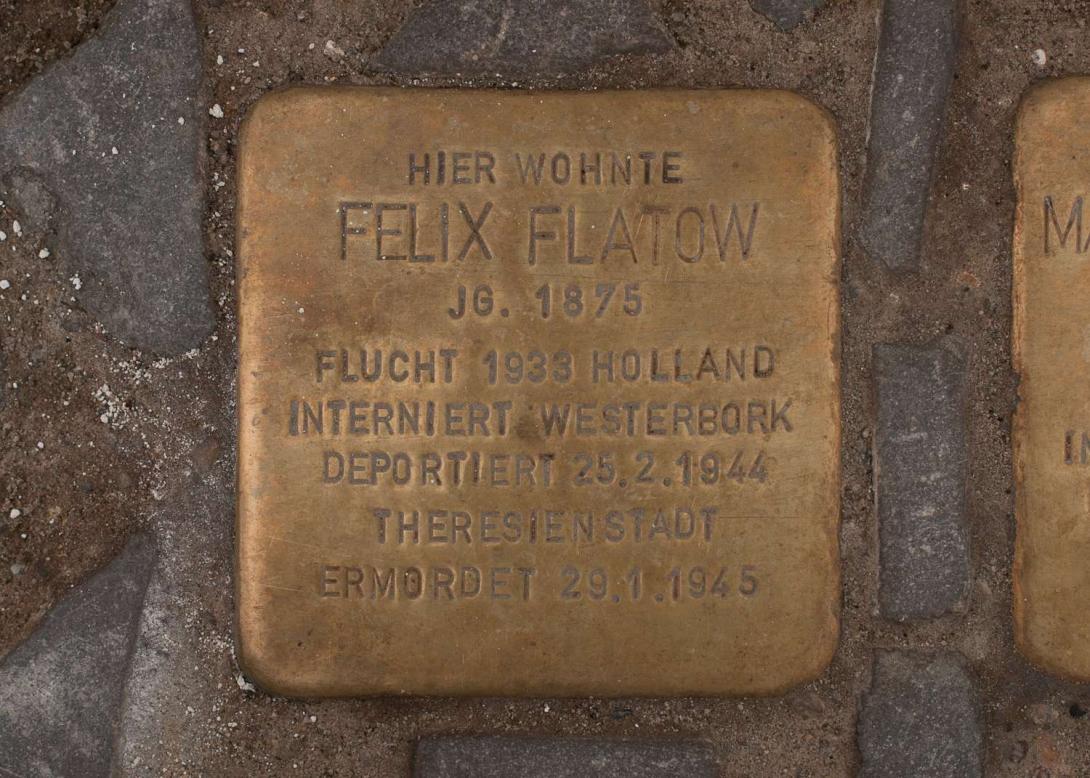 HIER WOHNTE
FELIX FLATOW
JG. 1875
FLUCHT 1933 HOLLAND
INTERNIERT WESTERBORK
DEPORTIERT 25.2.1944
THERESIENSTADT
ERMORDET 29.1.1945